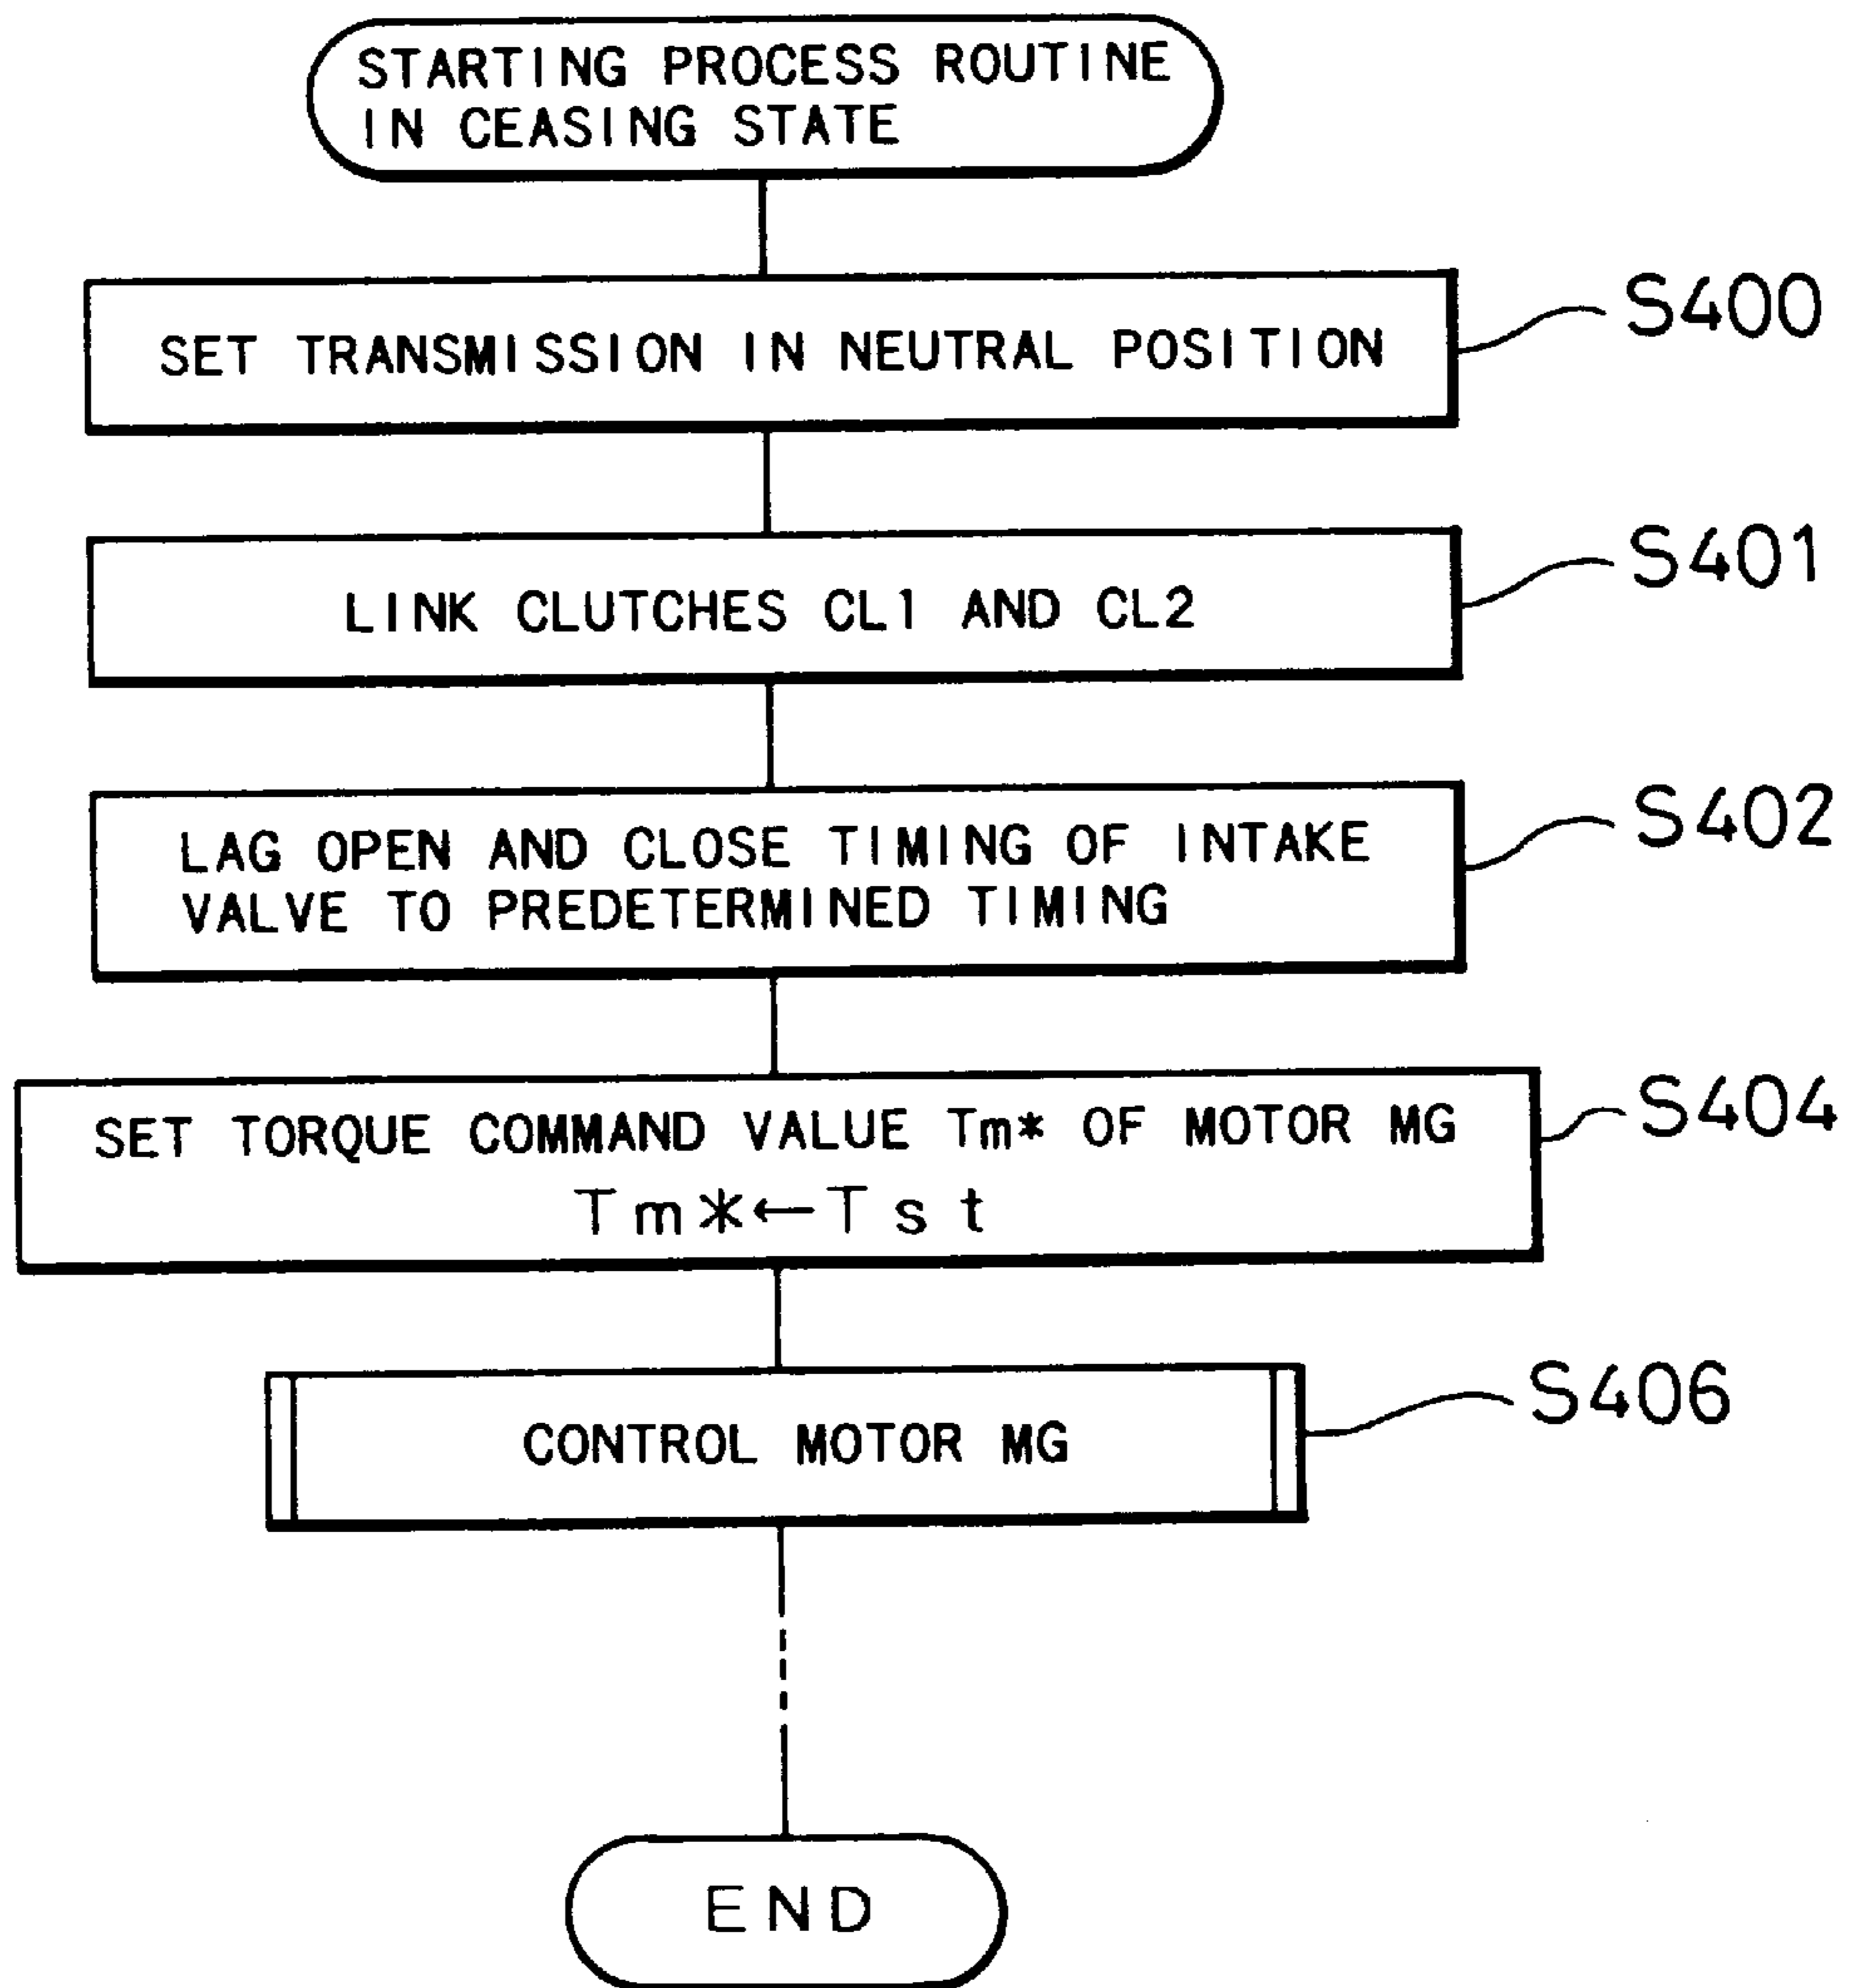 STARTING PROCESS ROUTINE
IN CEASING STATE
SET TRANSMISSION IN NEUTRAL POSITION
S400
LINK CLUTCHES CL1 AND CL2
S401
LAG OPEN AND CLOSE TIMING OF INTAKE
VALVE TO PREDETERMINED TIMING
S402
SET TORQUE COMMAND VALUE Tm* OF MOTOR MG
Tm*←Tst
S404
CONTROL MOTOR MG
S406
END